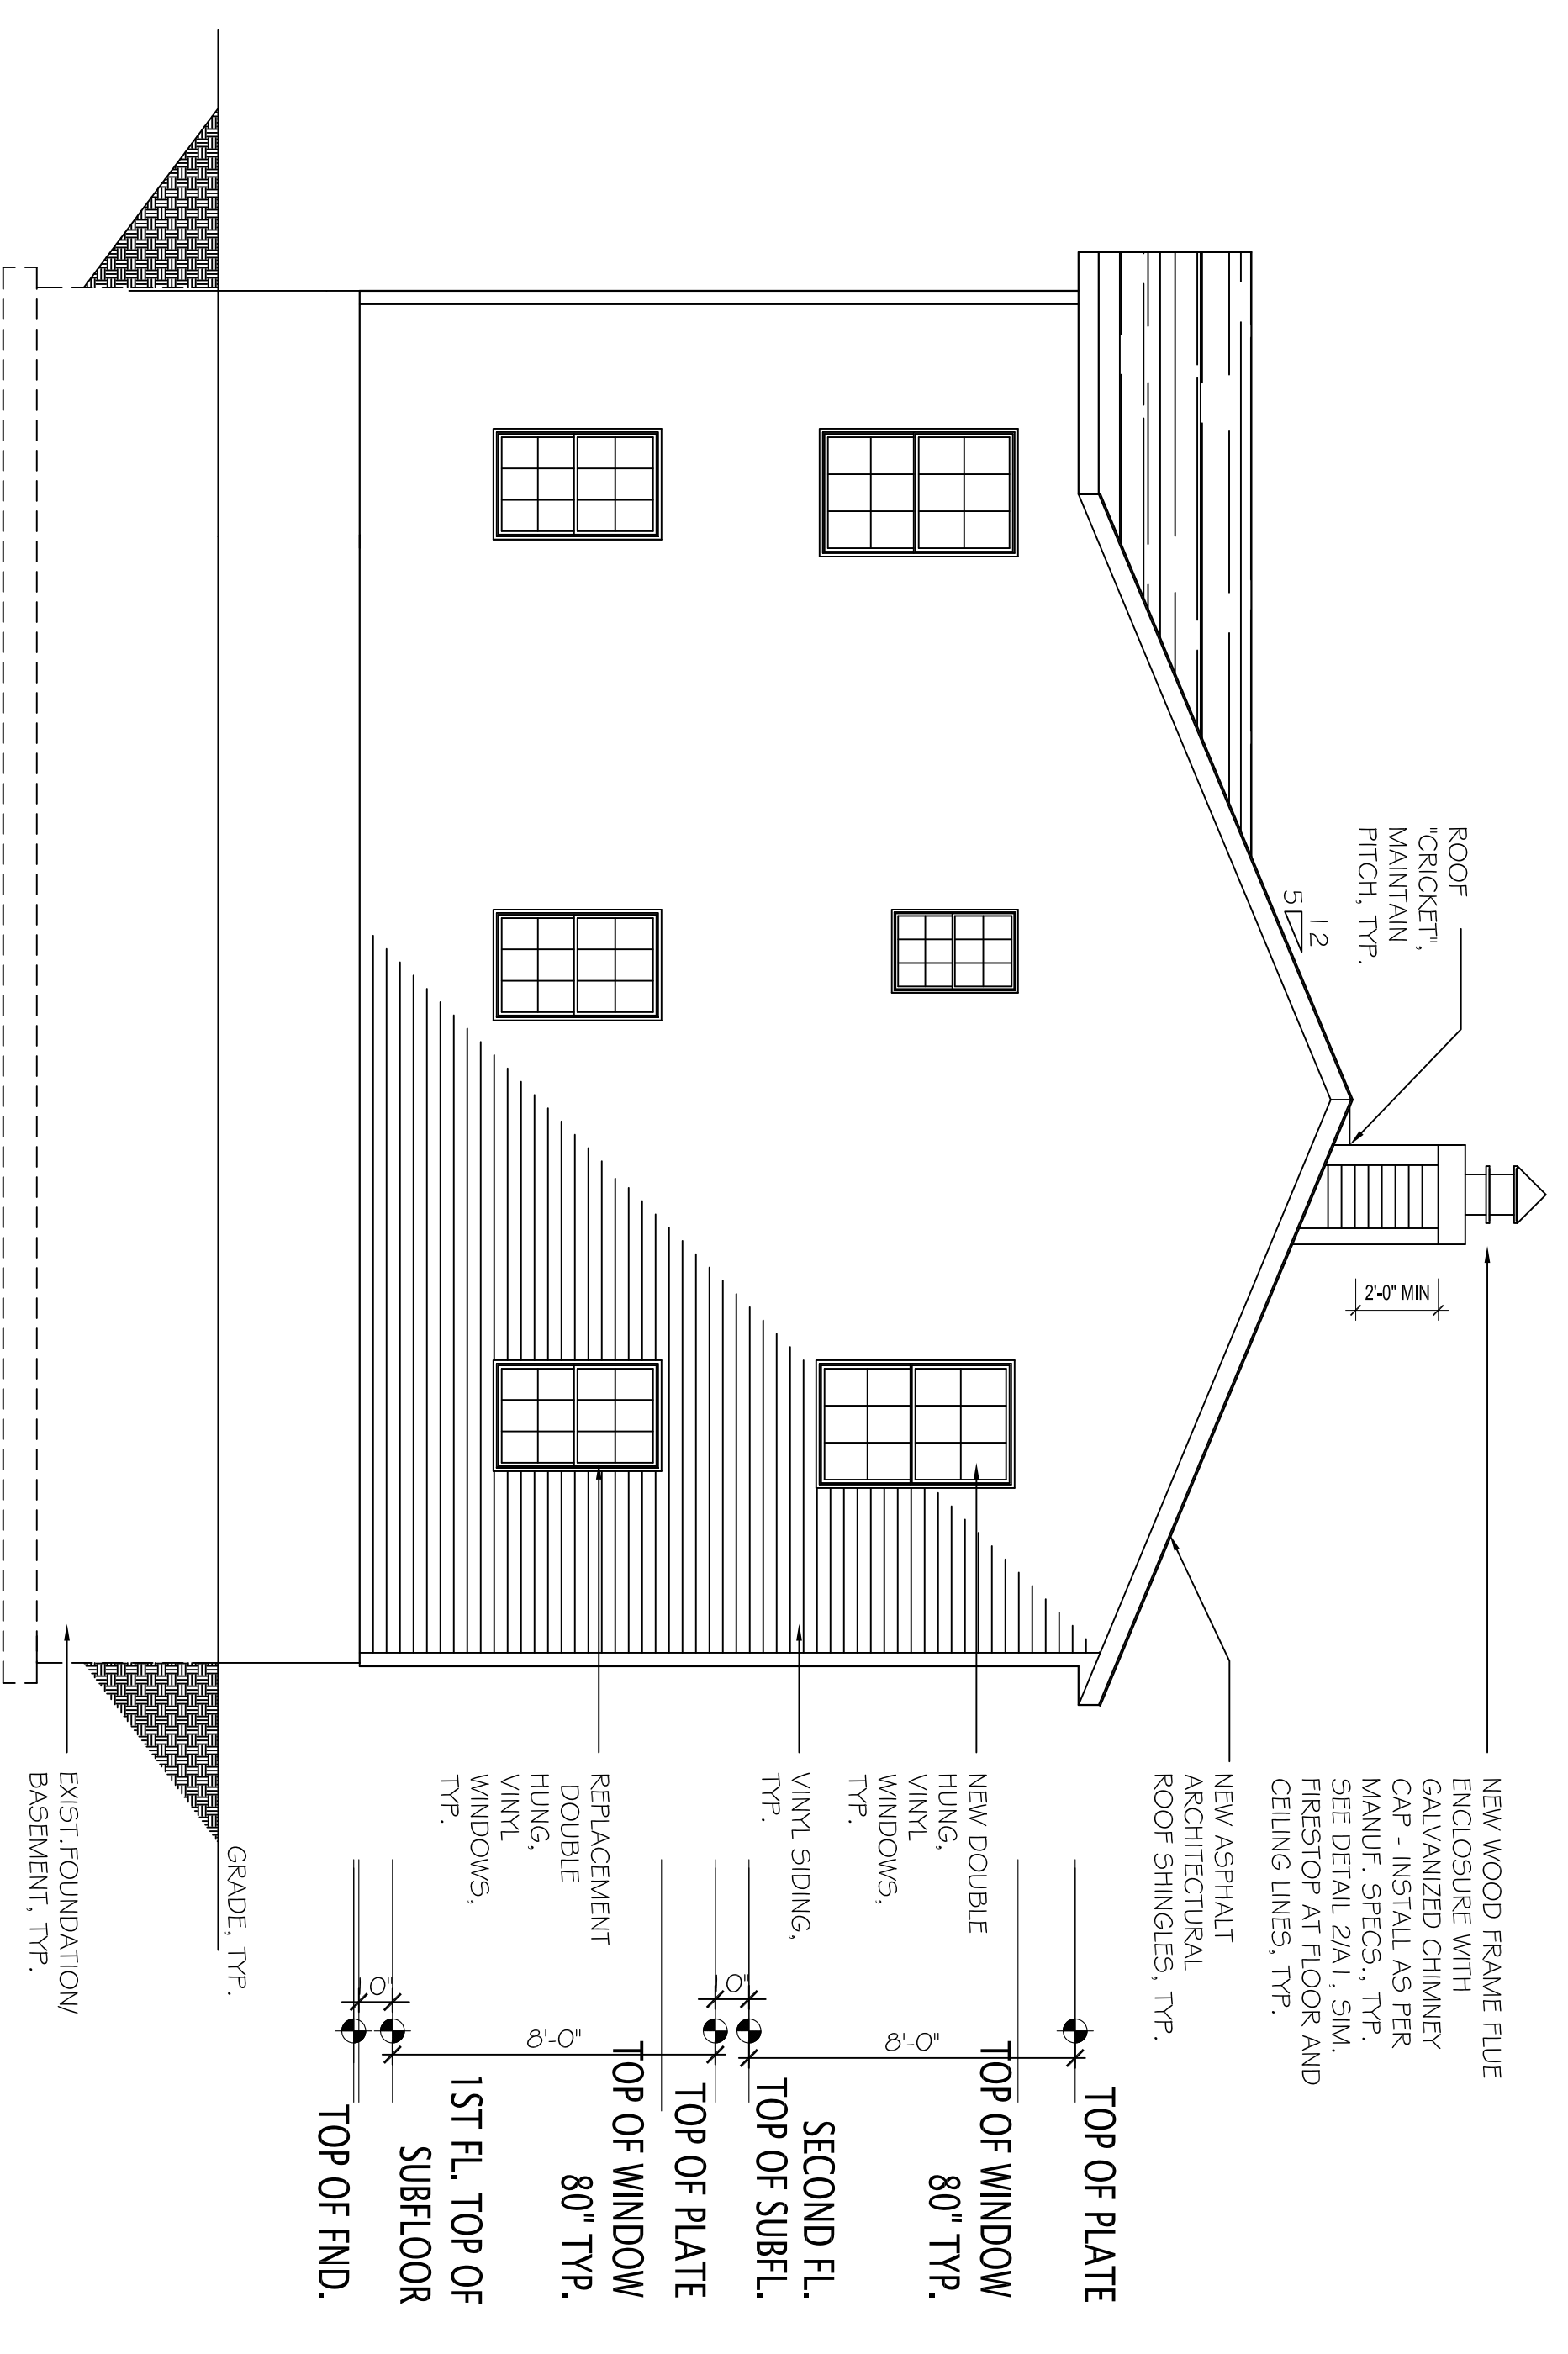 ROOF
"CRICKET",
MAINTAIN
PITCH, TYP.
12
5
2'-0" MIN
NEW WOOD FRAME FLUE
ENCLOSURE WITH
GALVANIZED CHIMNEY
CAP - INSTALL AS PER
MANUF. SPECS., TYP.
SEE DETAIL 2/A1, SIM.
FIRESTOP AT FLOOR AND
CEILING LINES, TYP.
NEW ASPHALT
ARCHITECTURAL
ROOF SHINGLES, TYP.
NEW DOUBLE
HUNG,
VINYL
WINDOWS,
TYP.
VINYL SIDING,
TYP.
REPLACEMENT
DOUBLE
HUNG,
VINYL
WINDOWS,
TYP.
GRADE, TYP.
EXIST.FOUNDATION/
BASEMENT, TYP.
8'-0"
10"
8'-0"
10"
TOP OF PLATE
TOP OF WINDOW
80" TYP.
SECOND FL.
TOP OF SUBFL.
TOP OF PLATE
TOP OF WINDOW
80" TYP.
1ST FL. TOP OF
SUBFLOOR
TOP OF FND.